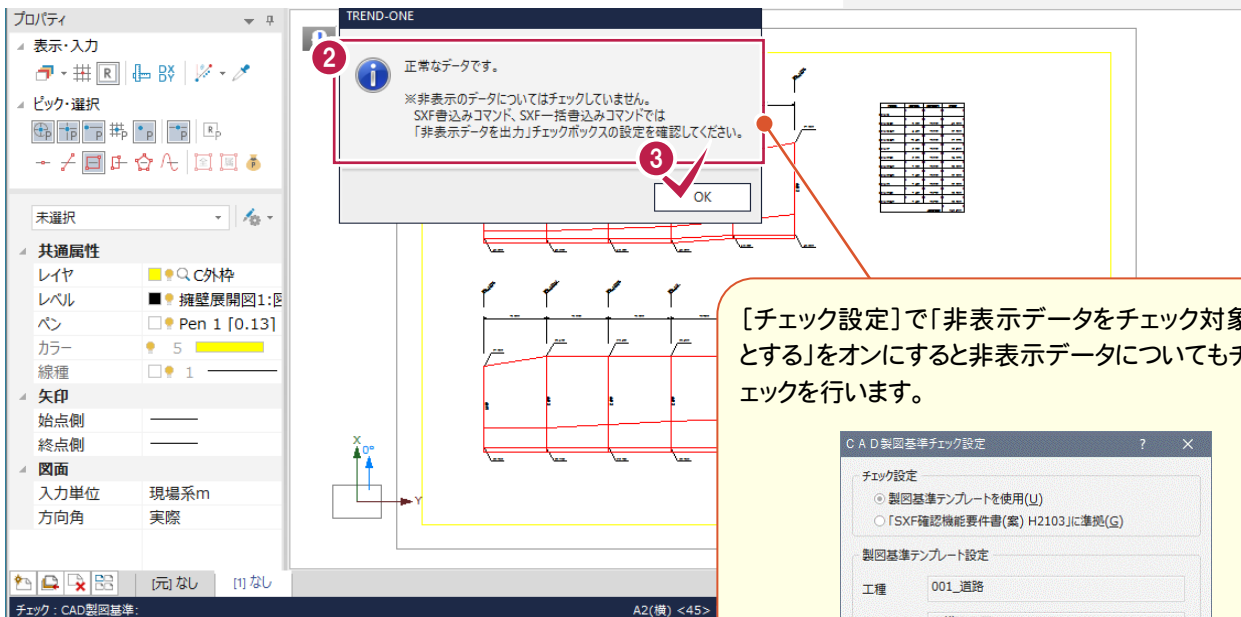 プロパティ
表示・入力
ピック・選択
未選択
共通属性
レイヤ C外枠
レベル 擁壁展開図1:
ペン Pen 1 [0.13]
カラー 5
線種 1
矢印
始点側
終点側
図面
入力単位 現場系m
方向角 実際
[元] なし [1] なし
チェック : CAD製図基準:
A2(横) <45>
TREND-ONE
2
正常なデータです。
※非表示のデータについてはチェックしていません。
SXF書込みコマンド、SXF一括書込みコマンドでは
「非表示データを出力」チェックボックスの設定を確認してください。
3
OK
X
0°
Y
[チェック設定]で「非表示データをチェック対象
とする」をオンにすると非表示データについてもチ
ェックを行います。
CAD製図基準チェック設定 ? ×
チェック設定
製図基準テンプレートを使用(U)
「SXF確認機能要件書(案) H2103」に準拠(G)
製図基準テンプレート設定
工種 001_道路